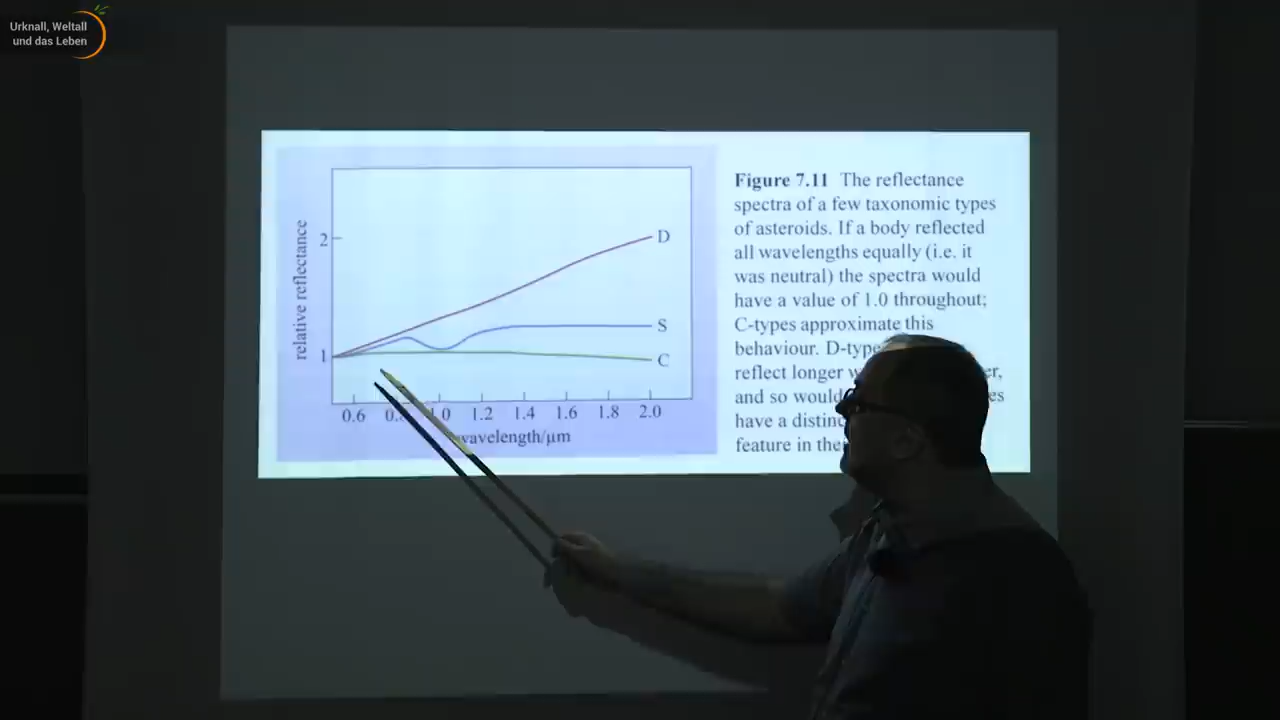 Urknall, Weltall
und das Leben
relative reflectance
2
1
D
S
C
0.6 0. 1.0 1.2 1.4 1.6 1.8 2.0
wavelength/µm
Figure 7.11 The reflectance
spectra of a few taxonomic types
of asteroids. If a body reflected
all wavelengths equally (i.e. it
was neutral) the spectra would
have a value of 1.0 throughout;
C-types approximate this
behaviour. D-type
reflect longer
and so would
have a distinc
feature in